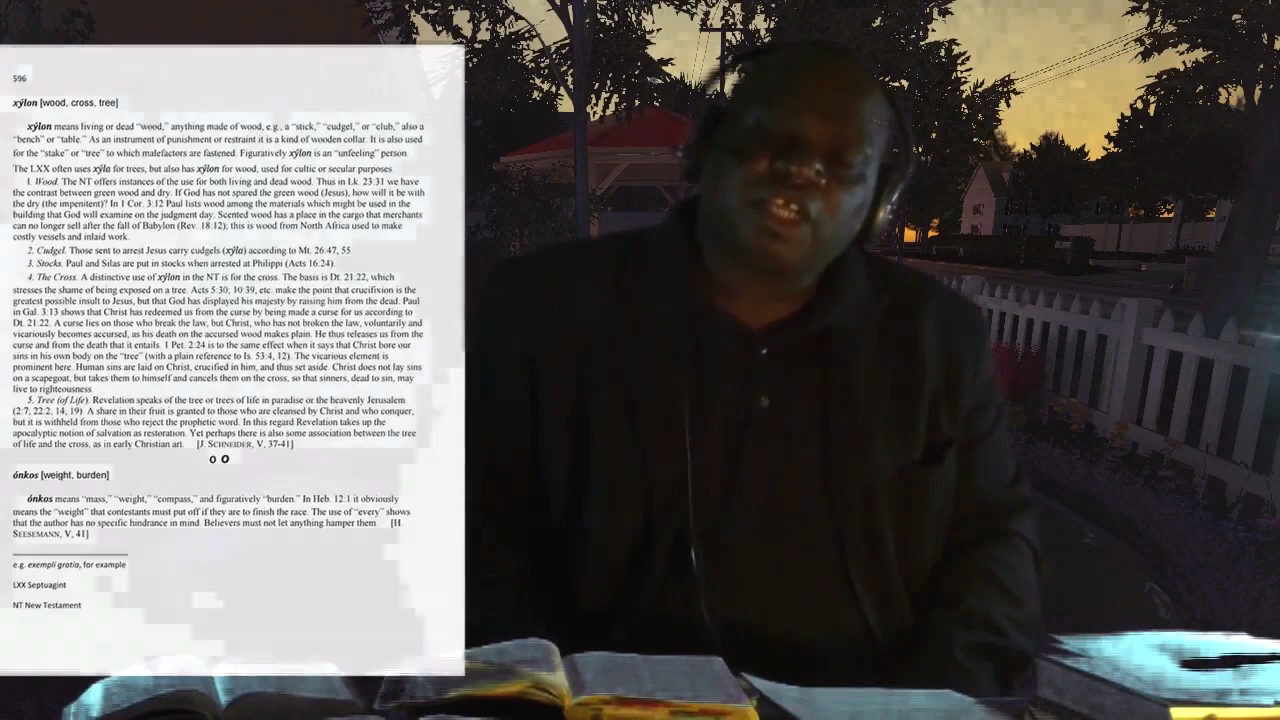 596
xýlon [wood, cross, tree]
xýlon means living or dead “wood,” anything made of wood, e.g., a “stick,” “cudgel,” or “club,” also a
“bench” or “table.” As an instrument of punishment or restraint it is a kind of wooden collar. It is also used
for the “stake” or “tree” to which malefactors are fastened. Figuratively xýlon is an “unfeeling” person.
The LXX often uses xýla for trees, but also has xýlon for wood, used for cultic or secular purposes.
1. Wood. The NT offers instances of the use for both living and dead wood. Thus in Lk. 23:31 we have
the contrast between green wood and dry. If God has not spared the green wood (Jesus), how will it be with
the dry (the impenitent)? In 1 Cor. 3:12 Paul lists wood among the materials which might be used in the
building that God will examine on the judgment day. Scented wood has a place in the cargo that merchants
can no longer sell after the fall of Babylon (Rev. 18:12); this is wood from North Africa used to make
costly vessels and inlaid work.
2. Cudgel. Those sent to arrest Jesus carry cudgels (xýla) according to Mt. 26:47, 55.
3. Stocks. Paul and Silas are put in stocks when arrested at Philippi (Acts 16:24).
4. The Cross. A distinctive use of xýlon in the NT is for the cross. The basis is Dt. 21:22, which
stresses the shame of being exposed on a tree. Acts 5:30, 10:39, etc. make the point that crucifixion is the
greatest possible insult to Jesus, but that God has displayed his majesty by raising him from the dead. Paul
in Gal. 3:13 shows that Christ has redeemed us from the curse by being made a curse for us according to
Dt. 21:22. A curse lies on those who break the law, but Christ, who has not broken the law, voluntarily and
vicariously becomes accursed, as his death on the accursed wood makes plain. He thus releases us from the
curse and from the death that it entails. 1 Pet. 2:24 is to the same effect when it says that Christ bore our
sins in his own body on the “tree” (with a plain reference to Is. 53:4, 12). The vicarious element is
prominent here. Human sins are laid on Christ, crucified in him, and thus set aside. Christ does not lay sins
on a scapegoat, but takes them to himself and cancels them on the cross, so that sinners, dead to sin, may
live to righteousness.
5. Tree (of Life). Revelation speaks of the tree or trees of life in paradise or the heavenly Jerusalem
(2:7; 22:2, 14, 19). A share in their fruit is granted to those who are cleansed by Christ and who conquer,
but it is withheld from those who reject the prophetic word. In this regard Revelation takes up the
apocalyptic notion of salvation as restoration. Yet perhaps there is also some association between the tree
of life and the cross, as in early Christian art. [J. SCHNEIDER, V, 37-41]
o o
ónkos [weight, burden]
ónkos means “mass,” “weight,” “compass,” and figuratively “burden.” In Heb. 12:1 it obviously
means the “weight” that contestants must put off if they are to finish the race. The use of “every” shows
that the author has no specific hindrance in mind. Believers must not let anything hamper them. [H.
SEESEMANN, V, 41]
e.g. exempli gratia, for example
LXX Septuagint
NT New Testament